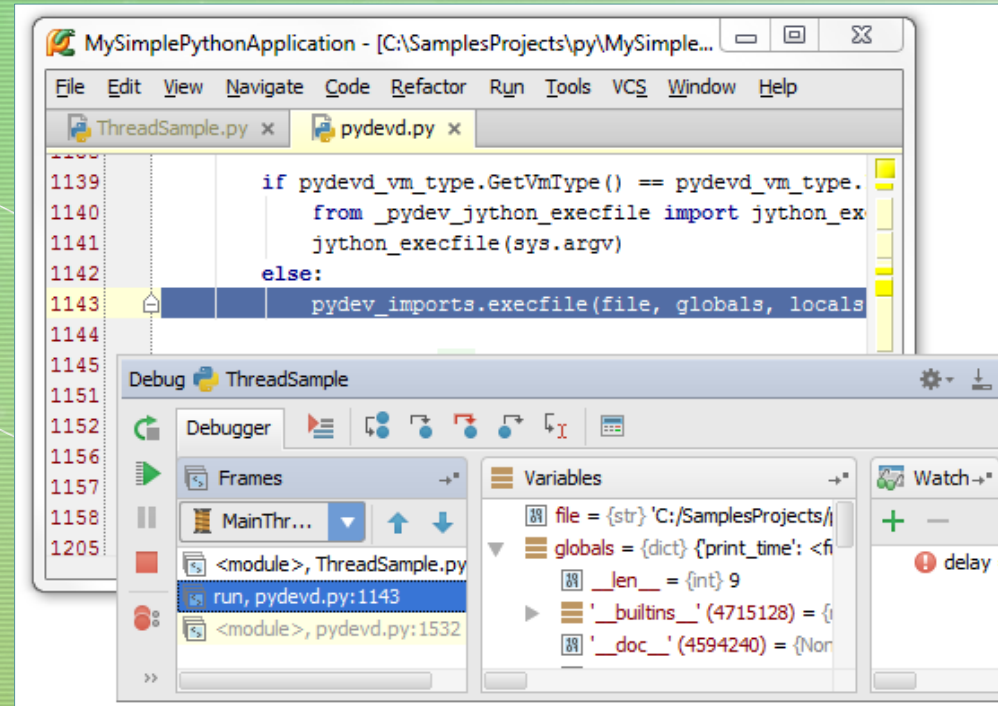 MySimplePythonApplication - [C:\SamplesProjects\py\MySimple...
File Edit View Navigate Code Refactor Run Tools VCS Window Help
ThreadSample.py × pydevd.py ×
1139 if pydevd_vm_type.GetVmType() == pydevd_vm_type.
1140 from _pydev_jython_execfile import jython_ex
1141 jython_execfile(sys.argv)
1142 else:
1143 pydev_imports.execfile(file, globals, locals
1144
1145
1151
1152
1156
1157
1158
1205
Debug ThreadSample
Debugger
Frames
MainThr...
<module>, ThreadSample.py
run, pydevd.py:1143
<module>, pydevd.py:1532
Variables
file = {str} 'C:/SamplesProjects/
globals = {dict} {'print_time': <f
__len__ = {int} 9
'__builtins__' (4715128) = {
'__doc__' (4594240) = {Non
Watch
delay